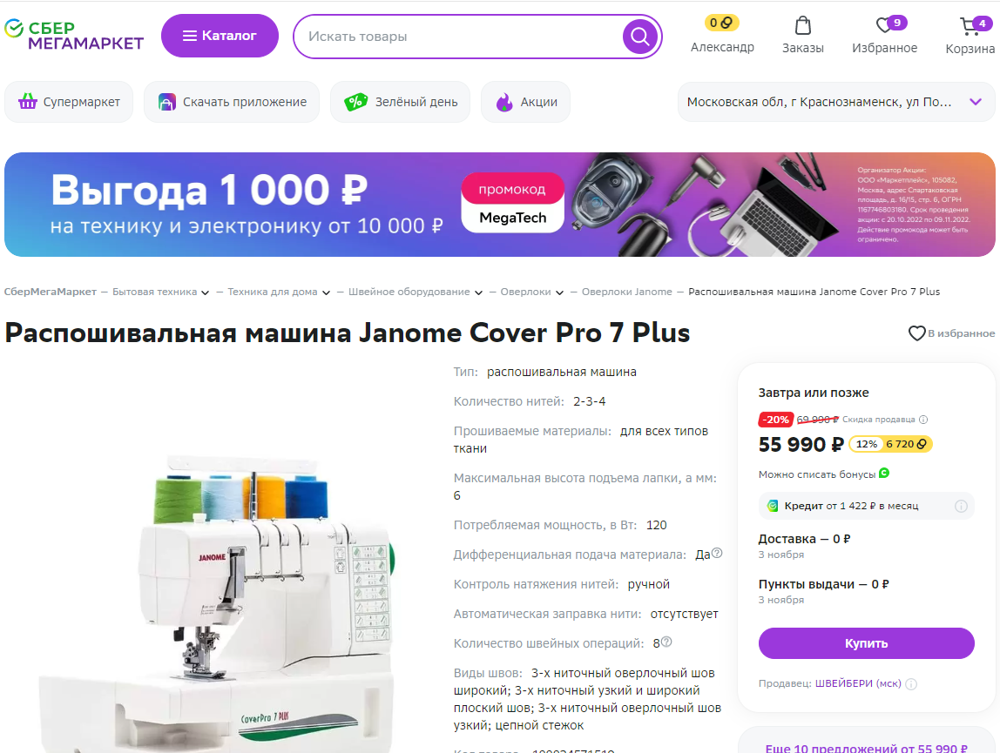 СБЕР
МЕГАМАРКЕТ
Каталог
Искать товары
0
Александр
Заказы
9
Избранное
4
Корзина
Супермаркет
Скачать приложение
Зелёный день
Акции
Московская обл, г Краснознаменск, ул По...
Выгода 1 000 ₽
на технику и электронику от 10 000 ₽
промокод
MegaTech
Организатор Акции:
ООО «Маркетплейс», 105082,
Москва, адрес Спартаковская
площадь, д. 16/15, стр. 6, ОГРН
1167746803180. Срок проведения
акции: с 20.10.2022 по 09.11.2022.
Действие промокода может быть
ограничено.
СберМегаМаркет — Бытовая техника — Техника для дома — Швейное оборудование — Оверлоки — Оверлоки Janome — Распошивальная машина Janome Cover Pro 7 Plus
Распошивальная машина Janome Cover Pro 7 Plus
В избранное
JANOME
CoverPro 7 PLUS
Тип: распошивальная машина
Количество нитей: 2-3-4
Прошиваемые материалы: для всех типов
ткани
Максимальная высота подъема лапки, а мм:
6
Потребляемая мощность, в Вт: 120
Дифференциальная подача материала: Да
Контроль натяжения нитей: ручной
Автоматическая заправка нити: отсутствует
Количество швейных операций: 8
Виды швов: 3-х ниточный оверлочный шов
широкий; 3-х ниточный узкий и широкий
плоский шов; 3-х ниточный оверлочный шов
узкий; цепной стежок
Завтра или позже
-20% 69 990 ₽ Скидка продавца
55 990 ₽ 12% 6 720
Можно списать бонусы
Кредит от 1 422 ₽ в месяц
Доставка — 0 ₽
3 ноября
Пункты выдачи — 0 ₽
3 ноября
Купить
Продавец: ШВЕЙБЕРИ (мск)
Еще 10 предложений от 55 990 ₽